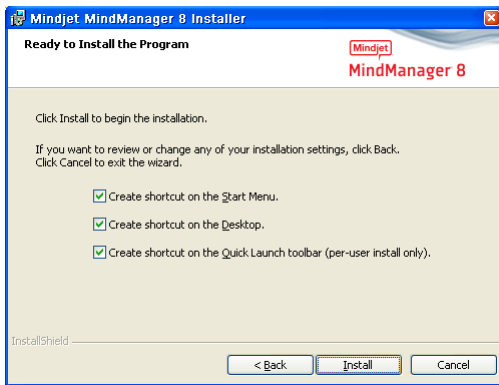 Mindjet MindManager 8 Installer
Ready to Install the Program
Mindjet
MindManager 8
Click Install to begin the installation.
If you want to review or change any of your installation settings, click Back.
Click Cancel to exit the wizard.
Create shortcut on the Start Menu.
Create shortcut on the Desktop.
Create shortcut on the Quick Launch toolbar (per-user install only).
InstallShield
< Back
Install
Cancel